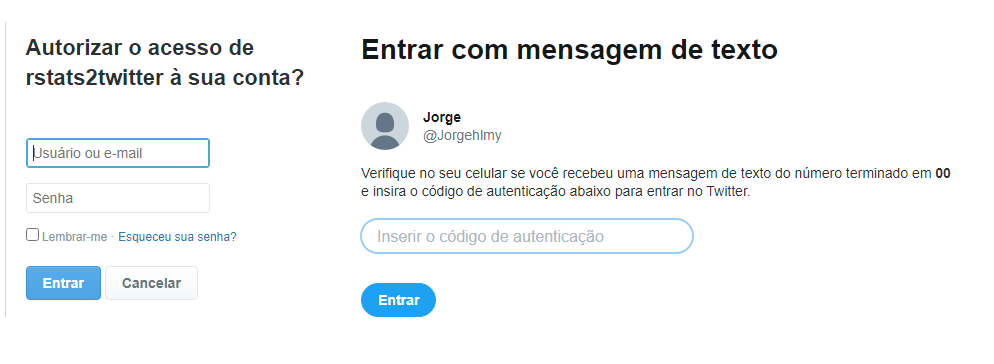 Autorizar o acesso de
rstats2twitter à sua conta?
Usuário ou e-mail
Senha
Lembrar-me · Esqueceu sua senha?
Entrar
Cancelar
Entrar com mensagem de texto
Jorge
@Jorgehlmy
Verifique no seu celular se você recebeu uma mensagem de texto do número terminado em 00
e insira o código de autenticação abaixo para entrar no Twitter.
Inserir o código de autenticação
Entrar